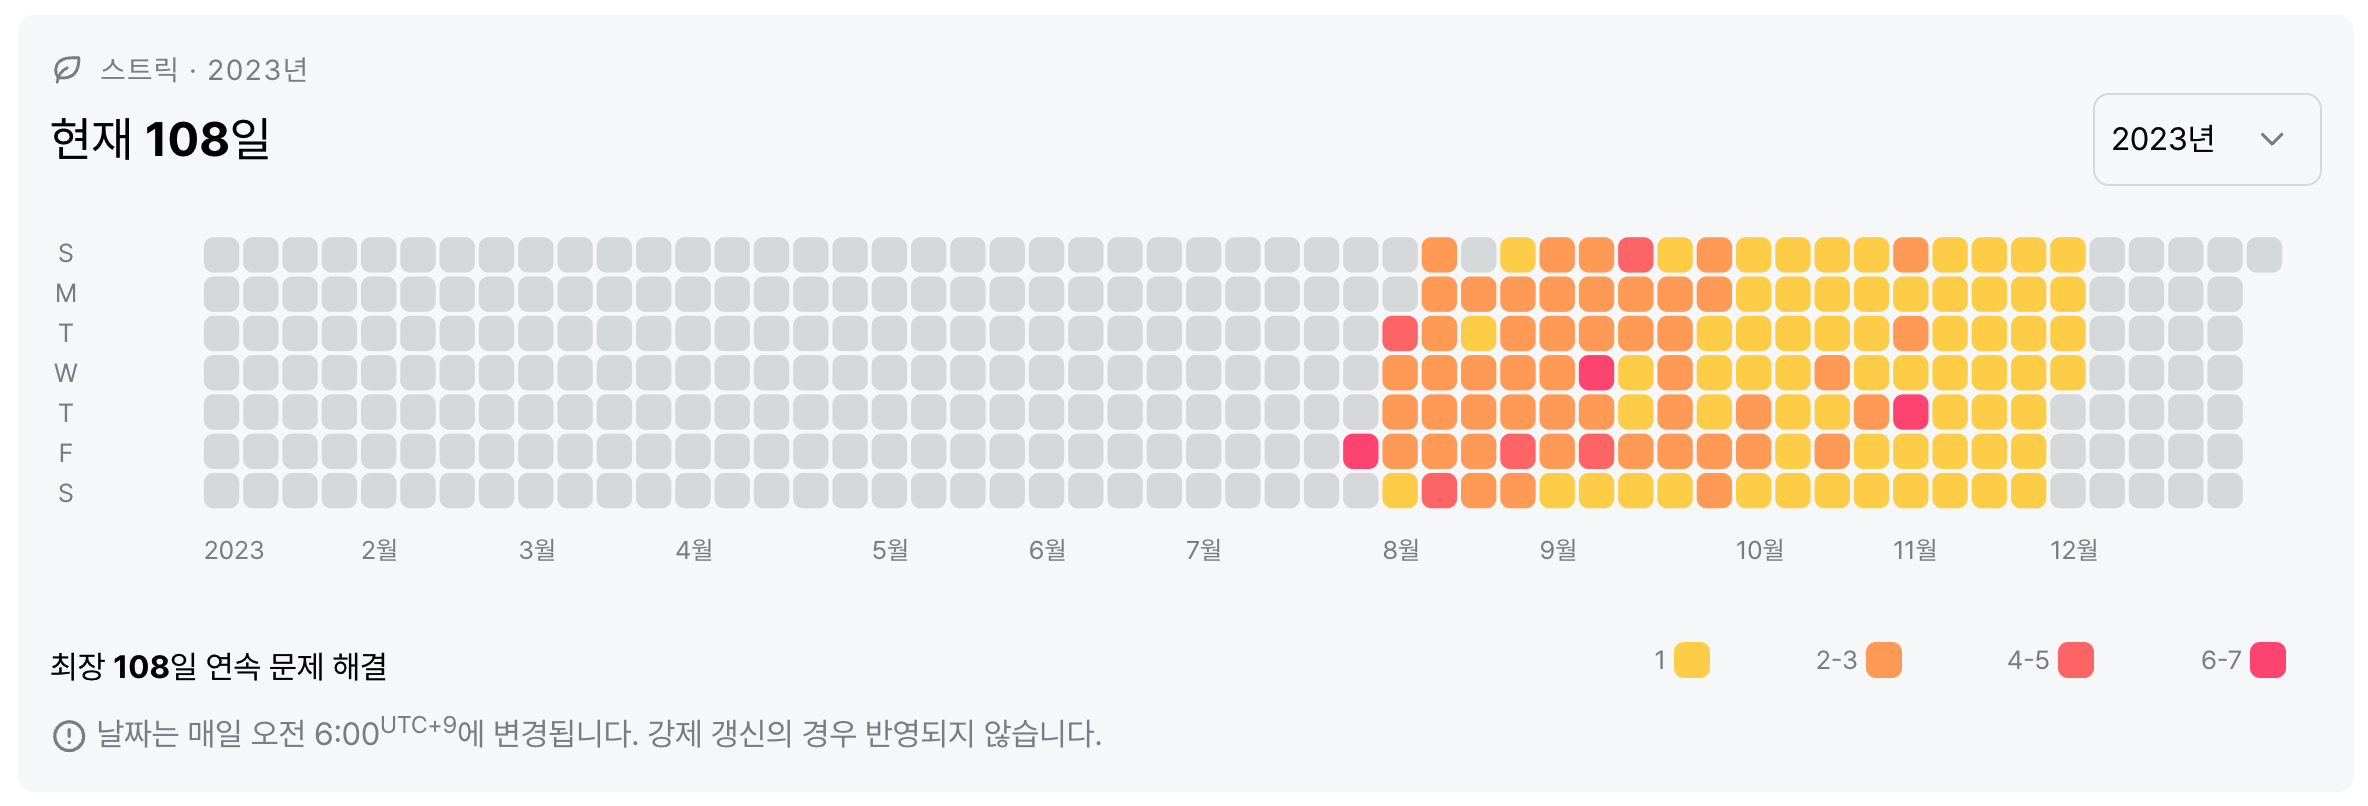 스트릭 · 2023년
현재 108일
2023년
S
M
T
W
T
F
S
2023 2월 3월 4월 5월 6월 7월 8월 9월 10월 11월 12월
최장 108일 연속 문제 해결
1 2-3 4-5 6-7
날짜는 매일 오전 6:00UTC+9에 변경됩니다. 강제 갱신의 경우 반영되지 않습니다.